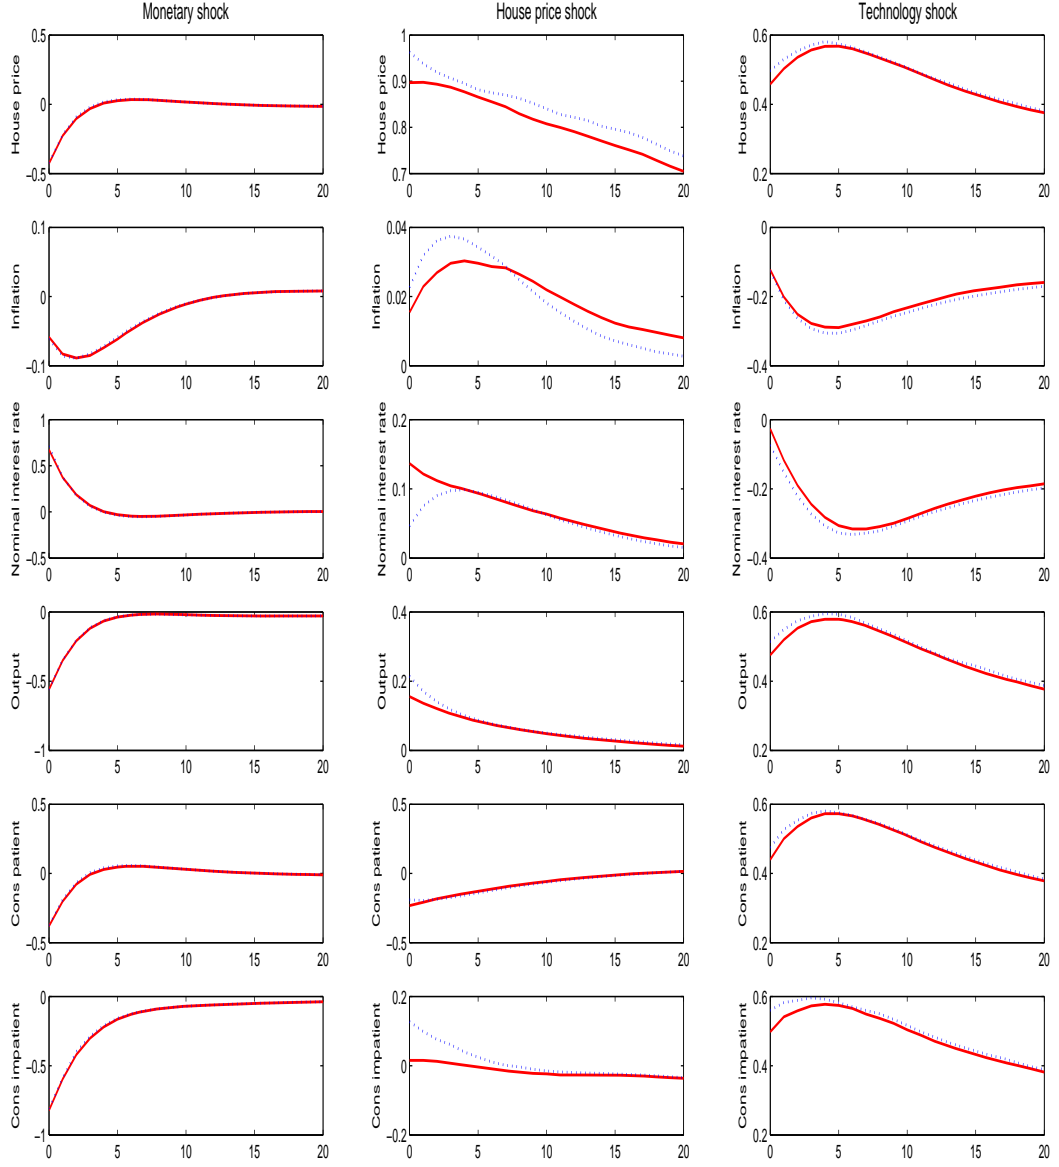 Monetary shock House price shock Technology shock
House price 0.5 0 −0.5 0 5 10 15 20
House price 1 0.9 0.8 0.7 0 5 10 15 20
House price 0.6 0.4 0.2 0 5 10 15 20
Inflation 0.1 0 −0.1 0 5 10 15 20
Inflation 0.04 0.02 0 0 5 10 15 20
Inflation 0 −0.2 −0.4 0 5 10 15 20
Nominal interest rate 1 0.5 0 −0.5 0 5 10 15 20
Nominal interest rate 0.2 0.1 0 0 5 10 15 20
Nominal interest rate 0 −0.2 −0.4 0 5 10 15 20
Output 0 −0.5 −1 0 5 10 15 20
Output 0.4 0.2 0 0 5 10 15 20
Output 0.6 0.4 0.2 0 5 10 15 20
Cons patient 0.5 0 −0.5 0 5 10 15 20
Cons patient 0.5 0 −0.5 0 5 10 15 20
Cons patient 0.6 0.4 0.2 0 5 10 15 20
Cons impatient 0 −0.5 −1 0 5 10 15 20
Cons impatient 0.2 0 −0.2 0 5 10 15 20
Cons impatient 0.6 0.4 0.2 0 5 10 15 20